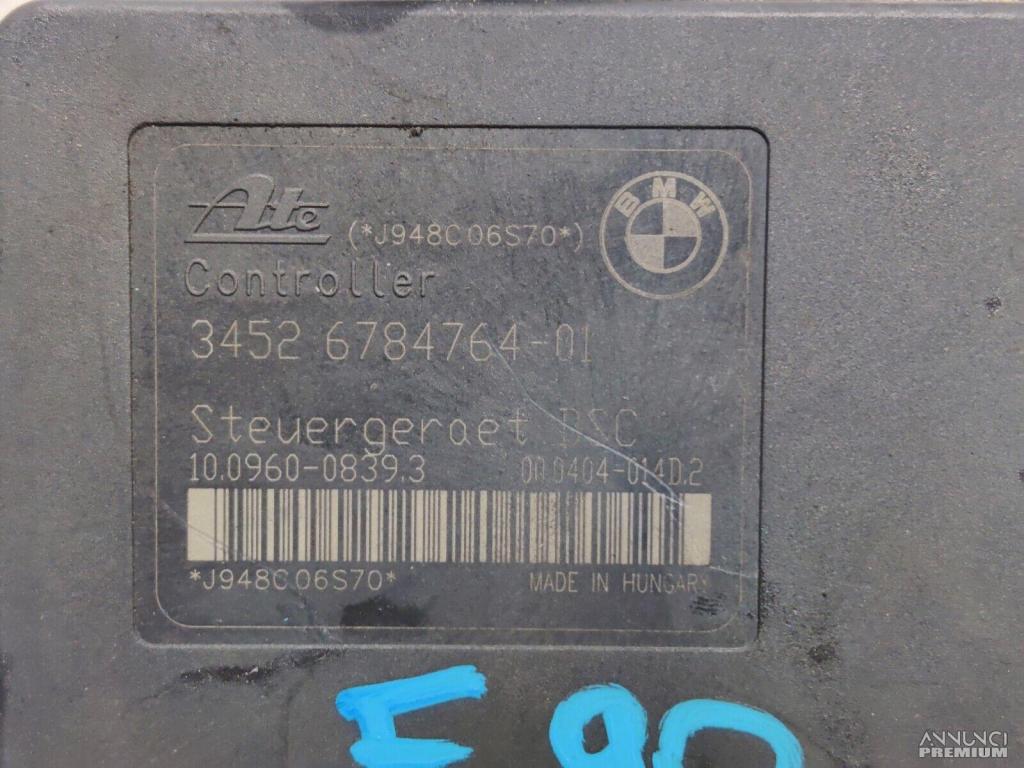 Ate (*J948C06S70*)
BMW
Controller
3452 6784764-01
Steuergeraet DSC
10.0960-0839.3 00.0404-014D.2
*J948C06S70* MADE IN HUNGARY
E90
ANNUNCI
PREMIUM